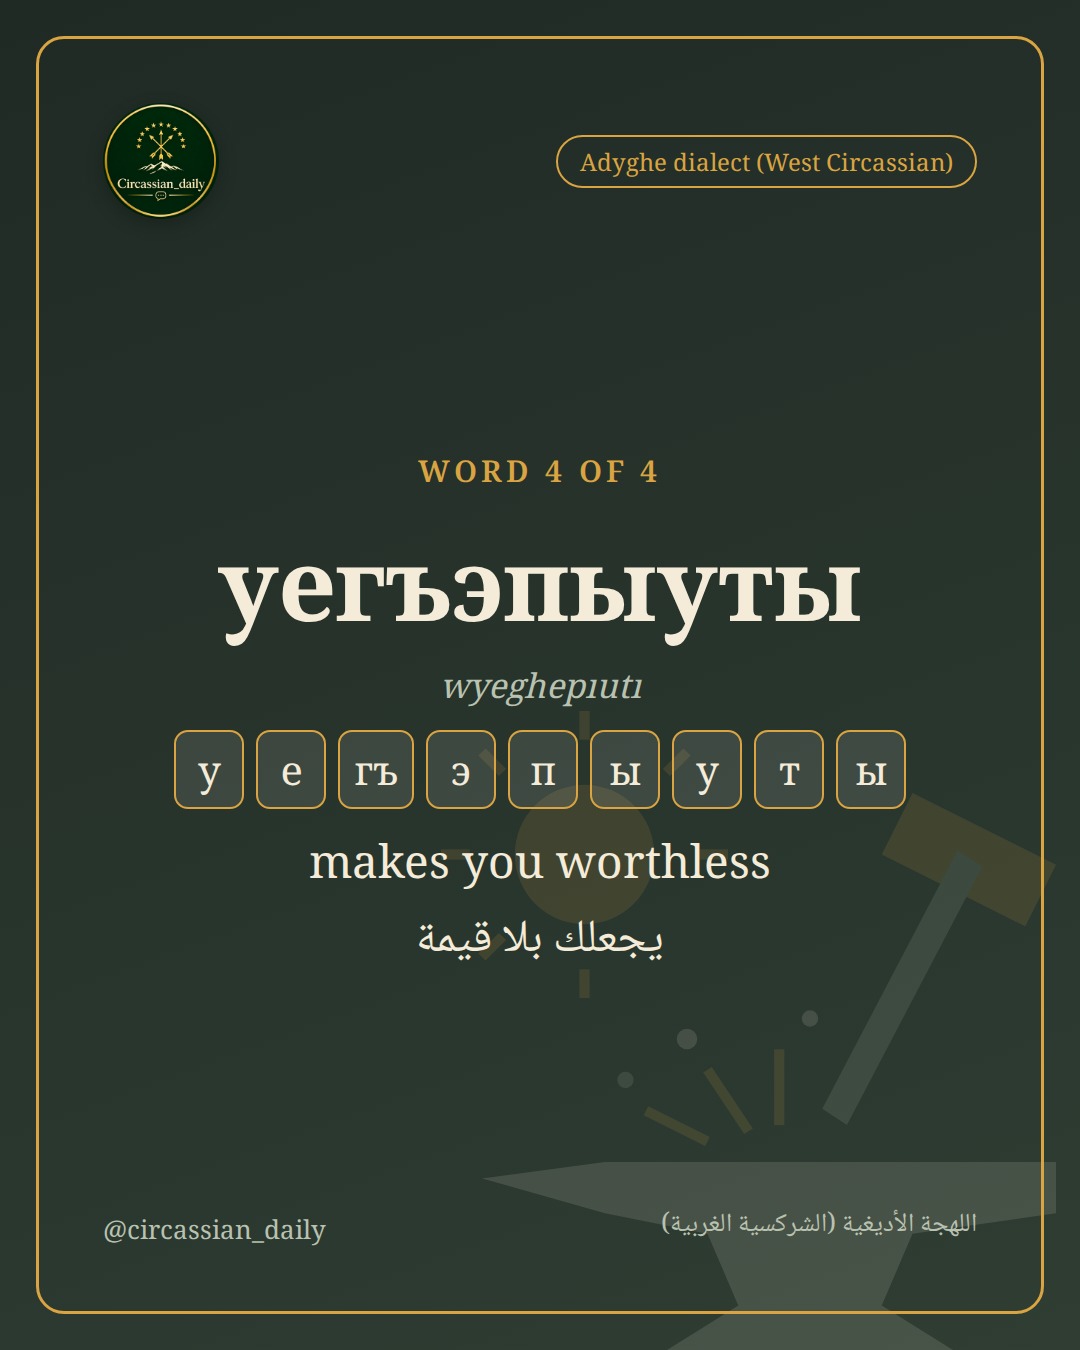 Circassian_daily
Adyghe dialect (West Circassian)
WORD 4 OF 4
уегъэпыуты
wyeghepıutı
у е гъ э п ы у т ы
makes you worthless
يجعلك بلا قيمة
@circassian_daily
اللهجة الأديغية (الشركسية الغربية)